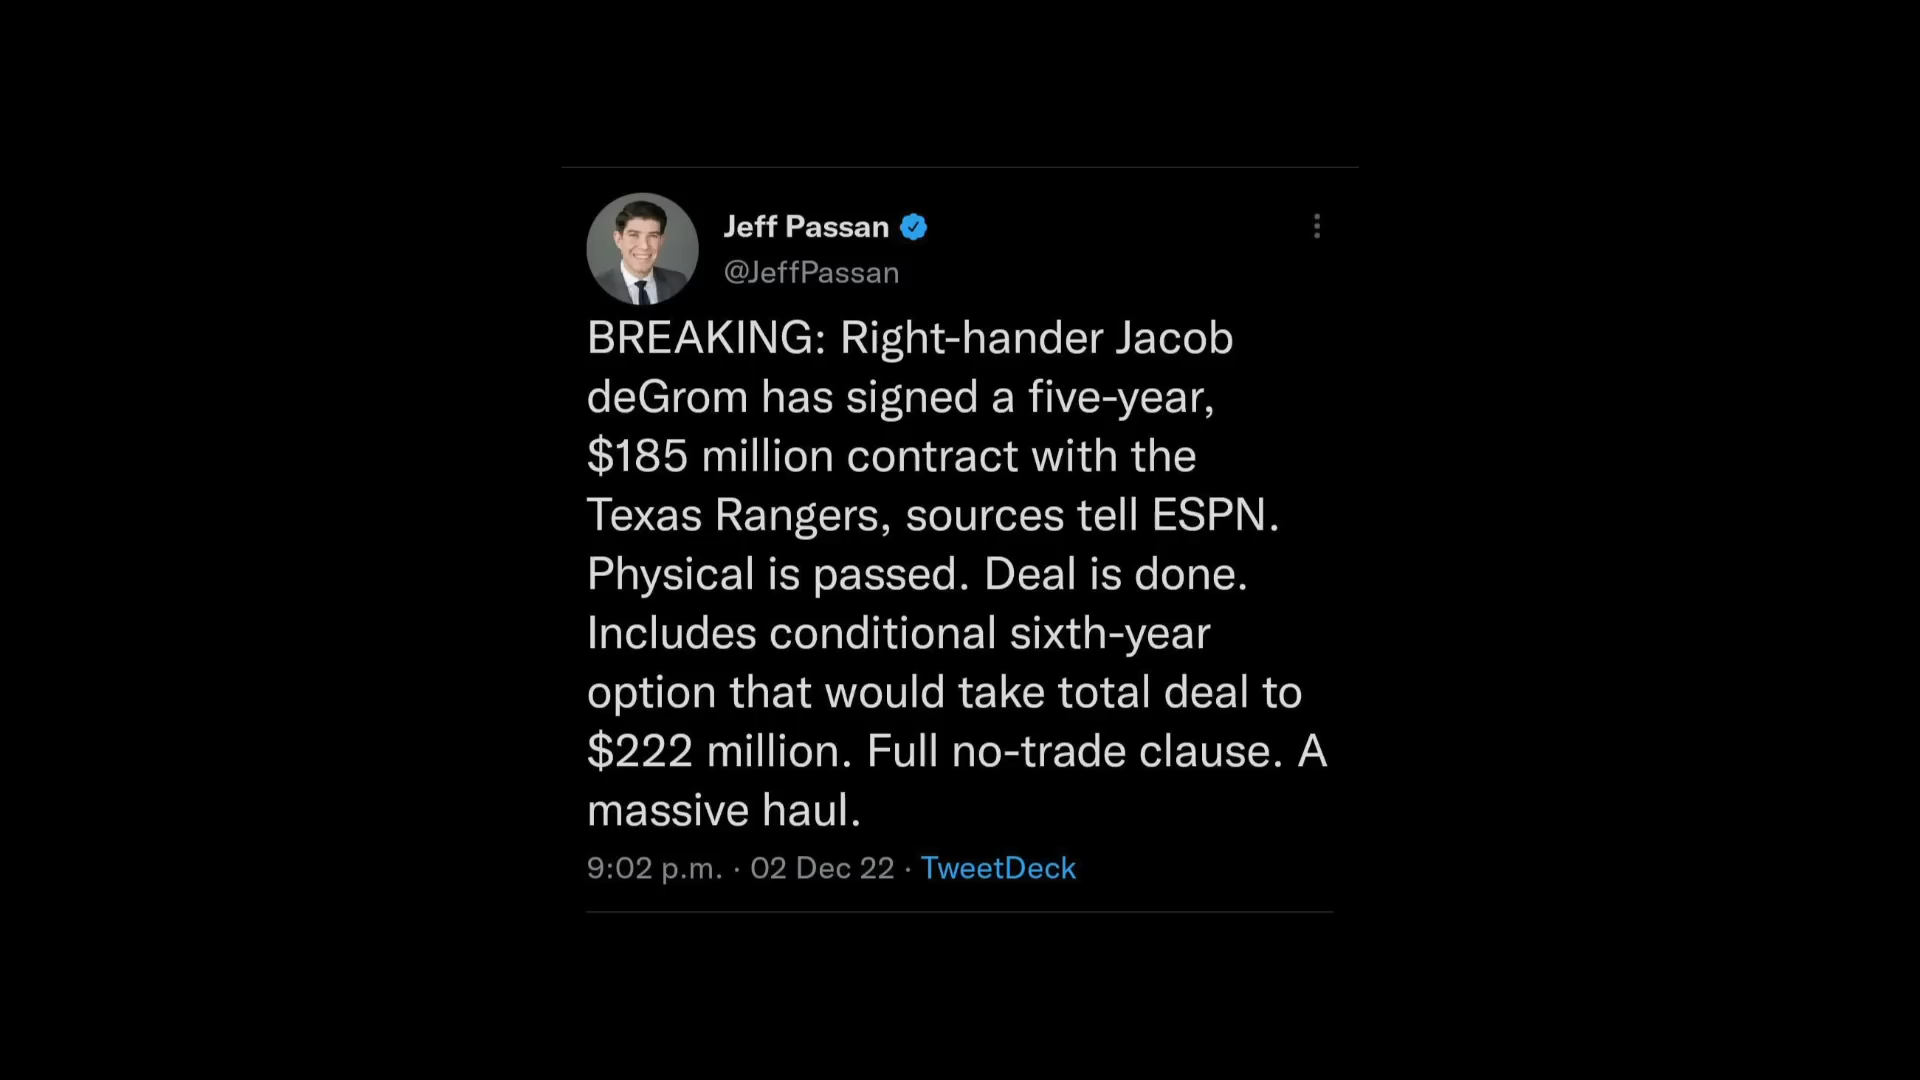 Jeff Passan
@JeffPassan
BREAKING: Right-hander Jacob
deGrom has signed a five-year,
$185 million contract with the
Texas Rangers, sources tell ESPN.
Physical is passed. Deal is done.
Includes conditional sixth-year
option that would take total deal to
$222 million. Full no-trade clause. A
massive haul.
9:02 p.m. · 02 Dec 22 · TweetDeck